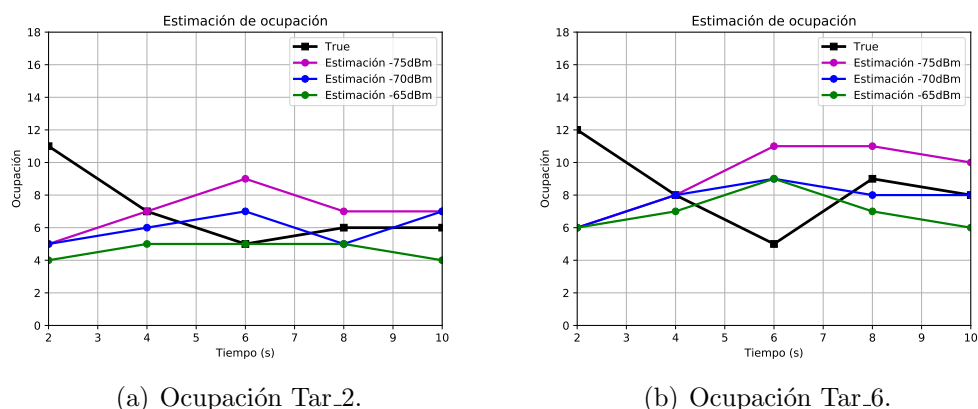 Estimación de ocupación
18
16
14
12
10
8
6
4
2
0
Ocupación
2 3 4 5 6 7 8 9 10
Tiempo (s)
True
Estimación -75dBm
Estimación -70dBm
Estimación -65dBm
(a) Ocupación Tar_2.
Estimación de ocupación
18
16
14
12
10
8
6
4
2
0
Ocupación
2 3 4 5 6 7 8 9 10
Tiempo (s)
True
Estimación -75dBm
Estimación -70dBm
Estimación -65dBm
(b) Ocupación Tar_6.